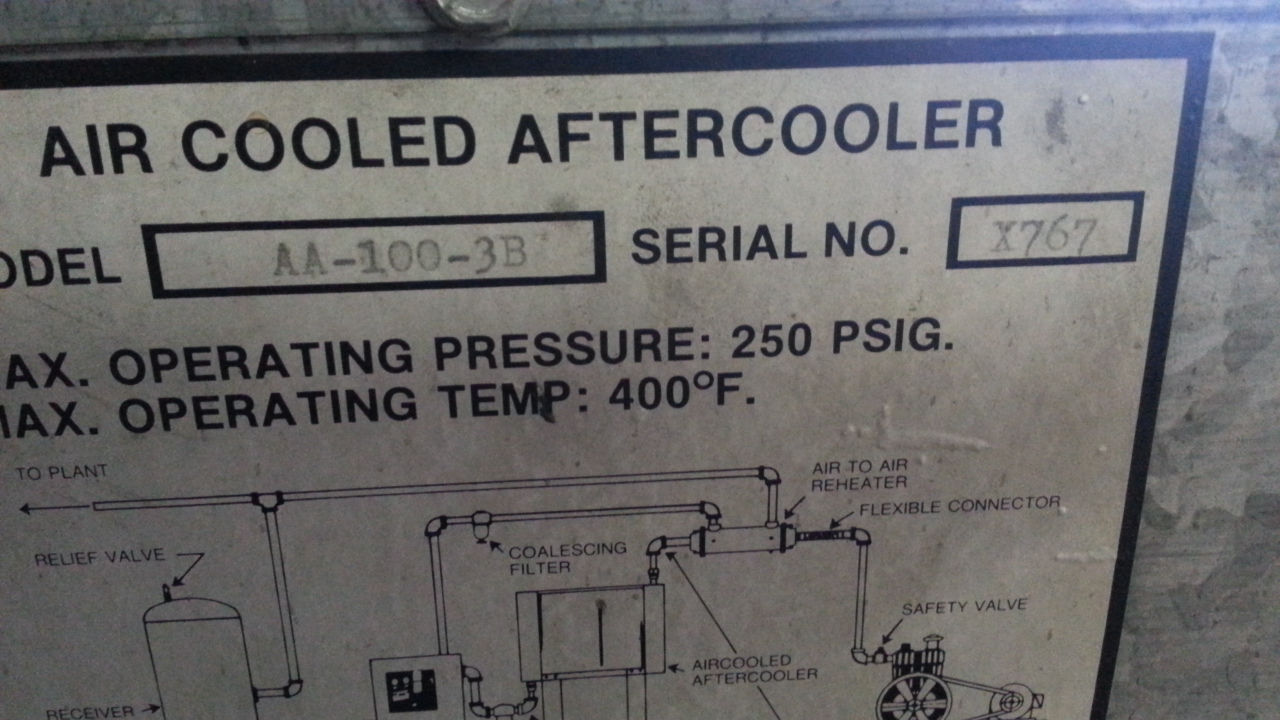 AIR COOLED AFTERCOOLER
ODEL AA-100-3B SERIAL NO. X767
AX. OPERATING PRESSURE: 250 PSIG.
MAX. OPERATING TEMP: 400°F.
TO PLANT
AIR TO AIR
REHEATER
FLEXIBLE CONNECTOR
RELIEF VALVE
COALESCING
FILTER
SAFETY VALVE
AIRCOOLED
AFTERCOOLER
RECEIVER